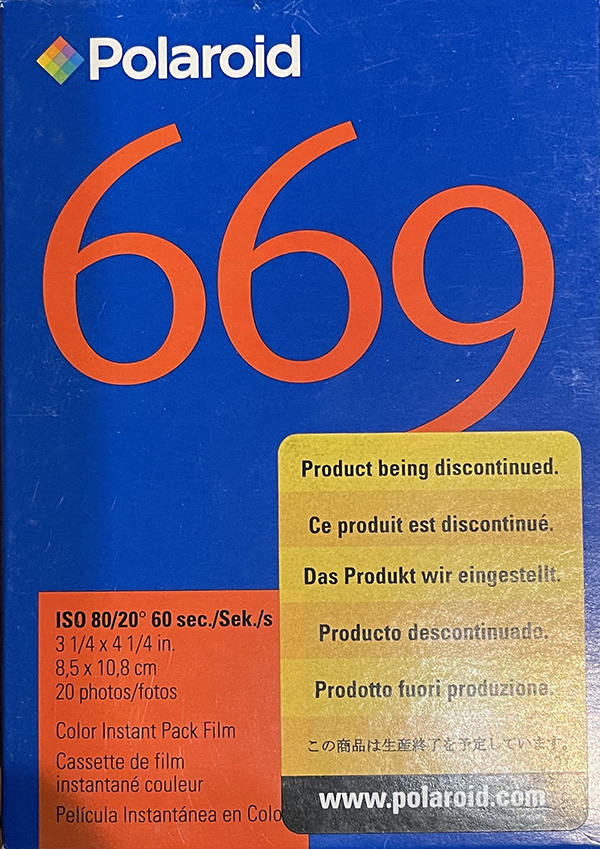 Polaroid
669
Product being discontinued.
Ce produit est discontinué.
Das Produkt wir eingestellt.
Producto descontinuado.
Prodotto fuori produzione.
この商品は生産終了を予定しています。
www.polaroid.com
ISO 80/20° 60 sec./Sek./s
3 1/4 x 4 1/4 in.
8,5 x 10,8 cm
20 photos/fotos
Color Instant Pack Film
Cassette de film
instantané couleur
Película Instantánea en Colo